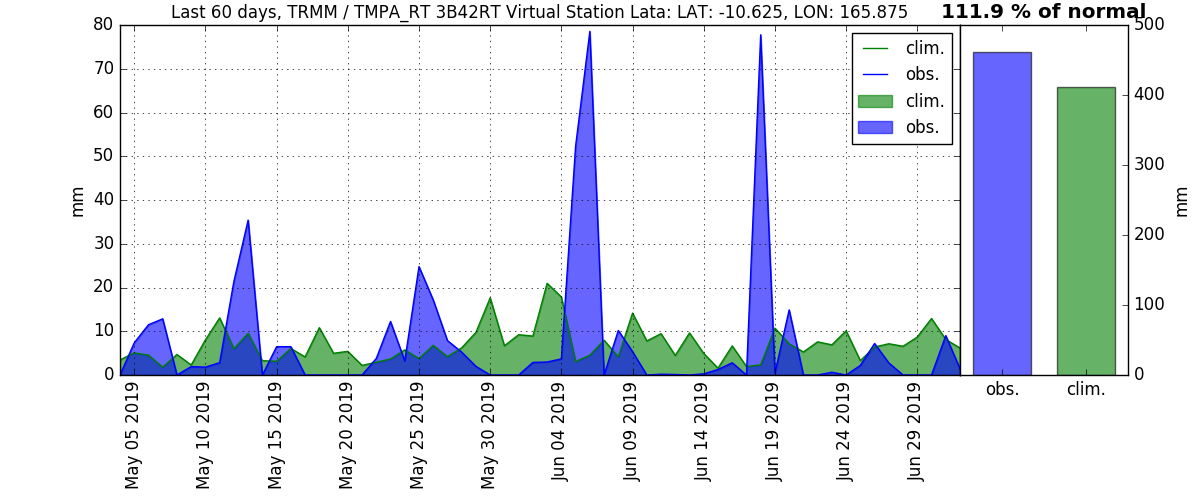 Last 60 days, TRMM / TMPA_RT 3B42RT Virtual Station Lata: LAT: -10.625, LON: 165.875
111.9 % of normal
80
70
60
50
40
30
20
10
0
mm
clim.
obs.
clim.
obs.
May 05 2019
May 10 2019
May 15 2019
May 20 2019
May 25 2019
May 30 2019
Jun 04 2019
Jun 09 2019
Jun 14 2019
Jun 19 2019
Jun 24 2019
Jun 29 2019
500
400
300
200
100
0
mm
obs.
clim.